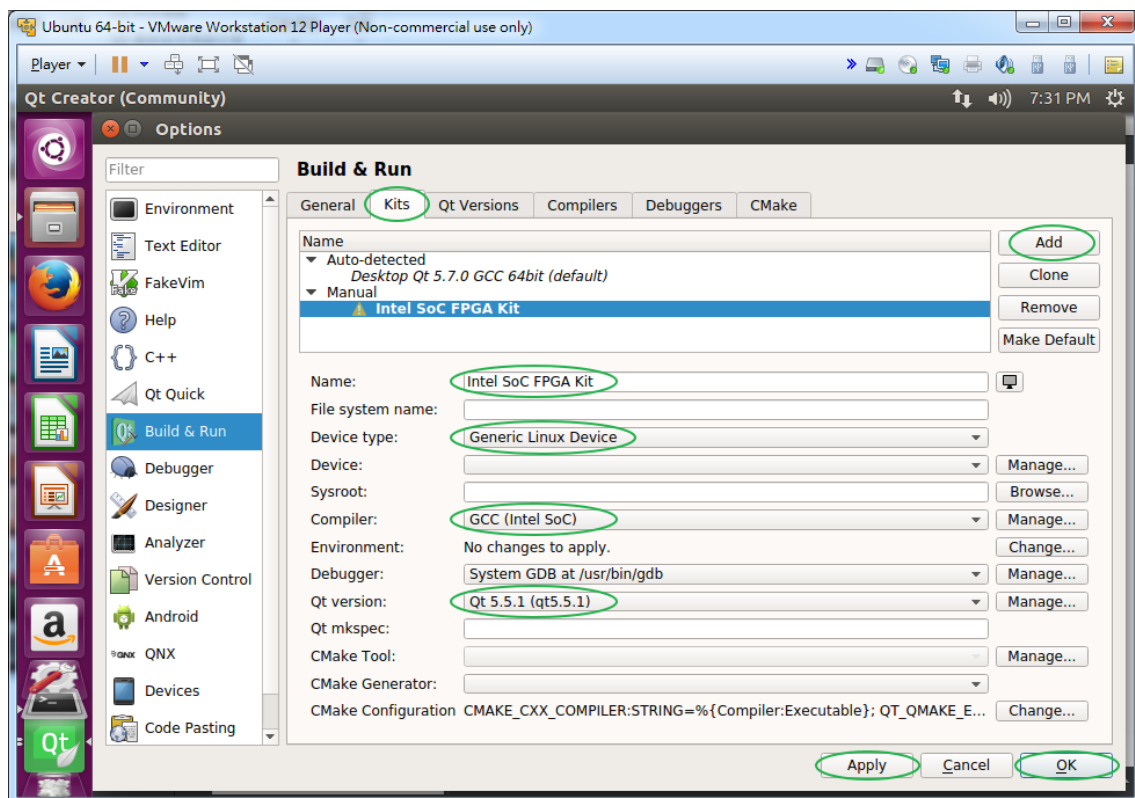 Ubuntu 64-bit - VMware Workstation 12 Player (Non-commercial use only)
Player
Qt Creator (Community)
7:31 PM
Options
Filter
Build & Run
Environment
Text Editor
FakeVim
Help
C++
Qt Quick
Build & Run
Debugger
Designer
Analyzer
Version Control
Android
QNX
QNX
Devices
Code Pasting
General Kits Qt Versions Compilers Debuggers CMake
Name
Auto-detected
Desktop Qt 5.7.0 GCC 64bit (default)
Manual
Intel SoC FPGA Kit
Add
Clone
Remove
Make Default
Name: Intel SoC FPGA Kit
File system name:
Device type: Generic Linux Device
Device: Manage...
Sysroot: Browse...
Compiler: GCC (Intel SoC) Manage...
Environment: No changes to apply. Change...
Debugger: System GDB at /usr/bin/gdb Manage...
Qt version: Qt 5.5.1 (qt5.5.1) Manage...
Qt mkspec:
CMake Tool: Manage...
CMake Generator:
CMake Configuration CMAKE_CXX_COMPILER:STRING=%{Compiler:Executable}; QT_QMAKE_E... Change...
Apply Cancel OK